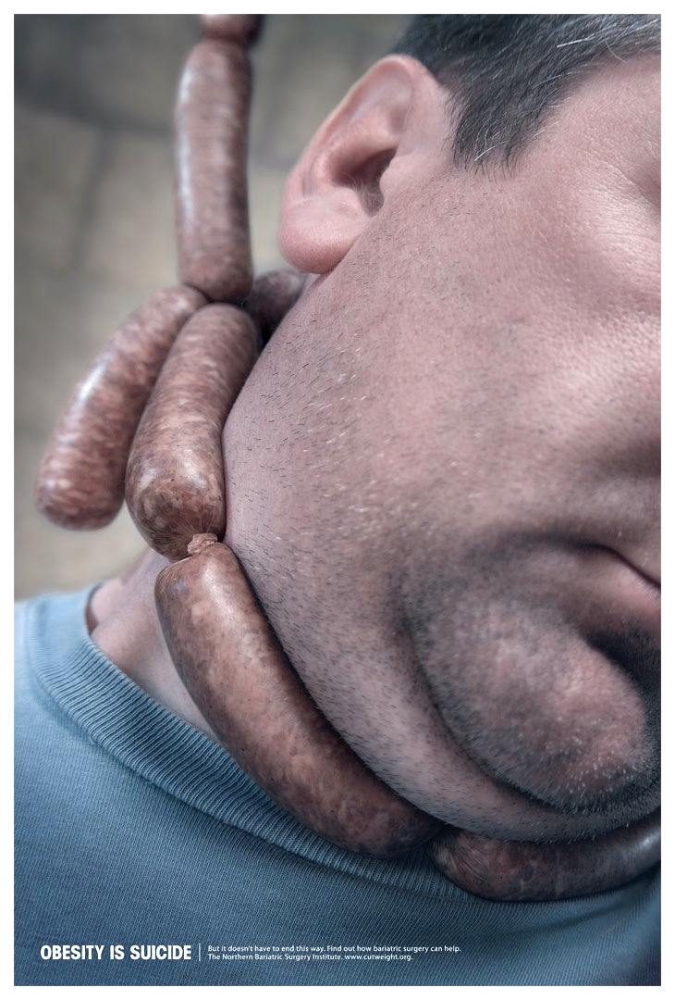 OBESITY IS SUICIDE
But it doesn't have to end this way. Find out how bariatric surgery can help.
The Northern Bariatric Surgery Institute. www.cutweight.org.